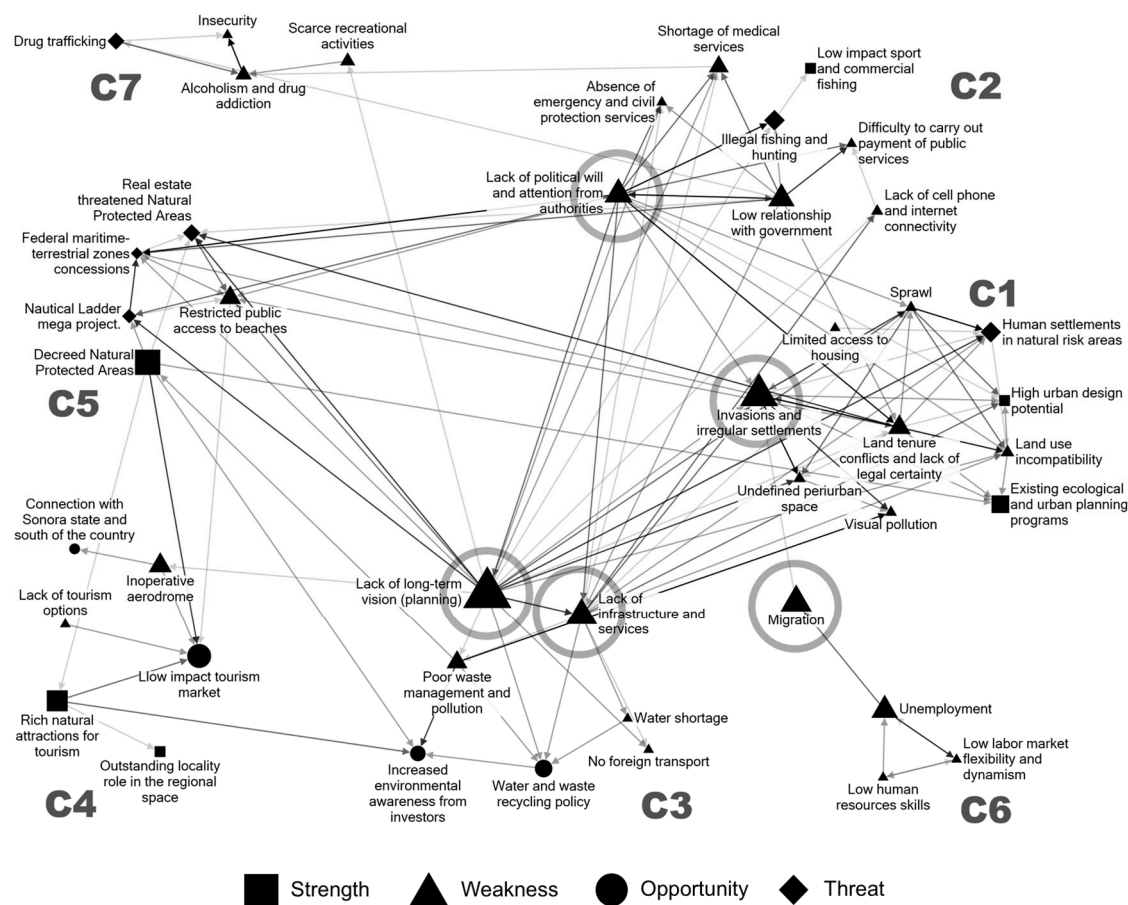 Insecurity
Drug trafficking
Scarce recreational
activities
C7
Alcoholism and drug
addiction
Shortage of medical
services
Low impact sport
and commercial
fishing
C2
Absence of
emergency and civil
protection services
Illegal fishing and
hunting
Difficulty to carry out
payment of public
services
Real estate
threatened Natural
Protected Areas
Lack of political will
and attention from
authorities
Low relationship
with government
Lack of cell phone
and internet
connectivity
Federal maritime-
terrestrial zones
concessions
Nautical Ladder
mega project.
Restricted public
access to beaches
Sprawl
C1
Limited access to
housing
Human settlements
in natural risk areas
Decreed Natural
Protected Areas
C5
Invasions and
irregular settlements
High urban design
potential
Land tenure
conflicts and lack of
legal certainty
Land use
incompatibility
Undefined periurban
space
Visual pollution
Existing ecological
and urban planning
programs
Connection with
Sonora state and
south of the country
Inoperative
aerodrome
Lack of long-term
vision (planning)
Lack of
infrastructure and
services
Migration
Lack of tourism
options
Llow impact tourism
market
Poor waste
management and
pollution
Rich natural
attractions for
tourism
Outstanding locality
role in the regional
space
C4
Water shortage
No foreign transport
Increased
environmental
awareness from
investors
Water and waste
recycling policy
C3
Unemployment
Low labor market
flexibility and
dynamism
Low human
resources skills
C6
Strength
Weakness
Opportunity
Threat